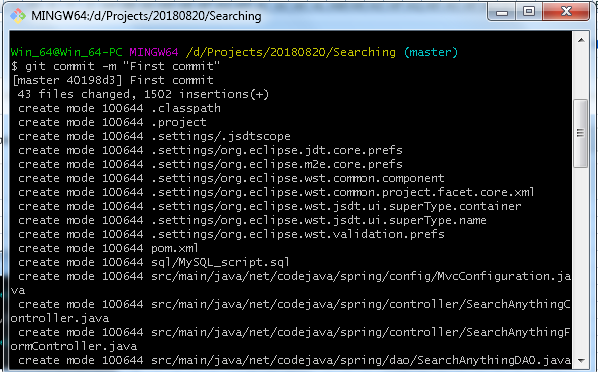 MINGW64:/d/Projects/20180820/Searching
Win_64@Win_64-PC MINGW64 /d/Projects/20180820/Searching (master)
$ git commit -m "First commit"
[master 40198d3] First commit
 43 files changed, 1502 insertions(+)
 create mode 100644 .classpath
 create mode 100644 .project
 create mode 100644 .settings/.jsdtscope
 create mode 100644 .settings/org.eclipse.jdt.core.prefs
 create mode 100644 .settings/org.eclipse.m2e.core.prefs
 create mode 100644 .settings/org.eclipse.wst.common.component
 create mode 100644 .settings/org.eclipse.wst.common.project.facet.core.xml
 create mode 100644 .settings/org.eclipse.wst.jsdt.ui.superType.container
 create mode 100644 .settings/org.eclipse.wst.jsdt.ui.superType.name
 create mode 100644 .settings/org.eclipse.wst.validation.prefs
 create mode 100644 pom.xml
 create mode 100644 sql/MySQL_script.sql
 create mode 100644 src/main/java/net/codejava/spring/config/MvcConfiguration.ja
va
 create mode 100644 src/main/java/net/codejava/spring/controller/SearchAnythingC
ontroller.java
 create mode 100644 src/main/java/net/codejava/spring/controller/SearchAnythingF
ormController.java
 create mode 100644 src/main/java/net/codejava/spring/dao/SearchAnythingDAO.java